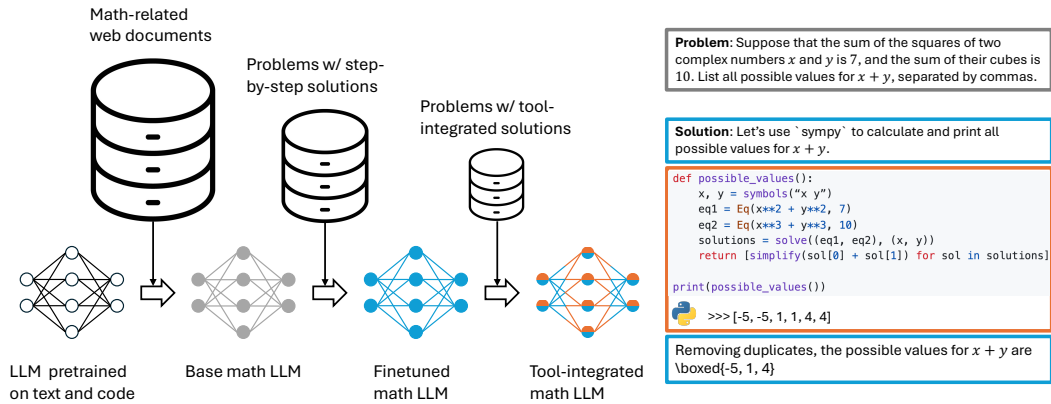 Math-related
web documents
Problems w/ step-
by-step solutions
Problems w/ tool-
integrated solutions
LLM pretrained
on text and code
Base math LLM
Finetuned
math LLM
Tool-integrated
math LLM
Problem: Suppose that the sum of the squares of two
complex numbers x and y is 7, and the sum of their cubes is
10. List all possible values for x + y, separated by commas.
Solution: Let's use `sympy` to calculate and print all
possible values for x + y.
def possible_values():
    x, y = symbols("x y")
    eq1 = Eq(x**2 + y**2, 7)
    eq2 = Eq(x**3 + y**3, 10)
    solutions = solve((eq1, eq2), (x, y))
    return [simplify(sol[0] + sol[1]) for sol in solutions]
print(possible_values())
>>> [-5, -5, 1, 1, 4, 4]
Removing duplicates, the possible values for x + y are
\boxed{-5, 1, 4}